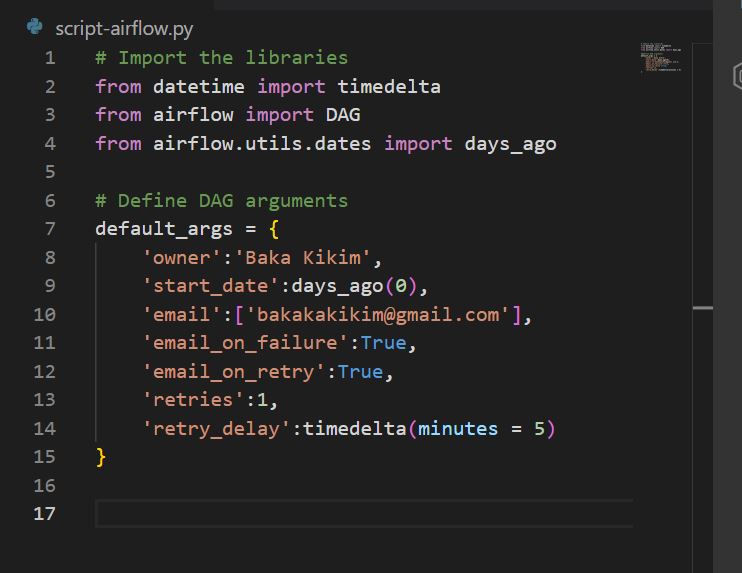 script-airflow.py
1 # Import the libraries
2 from datetime import timedelta
3 from airflow import DAG
4 from airflow.utils.dates import days_ago
5
6 # Define DAG arguments
7 default_args = {
8     'owner':'Baka Kikim',
9     'start_date':days_ago(0),
10     'email':['bakakakikim@gmail.com'],
11     'email_on_failure':True,
12     'email_on_retry':True,
13     'retries':1,
14     'retry_delay':timedelta(minutes = 5)
15 }
16
17